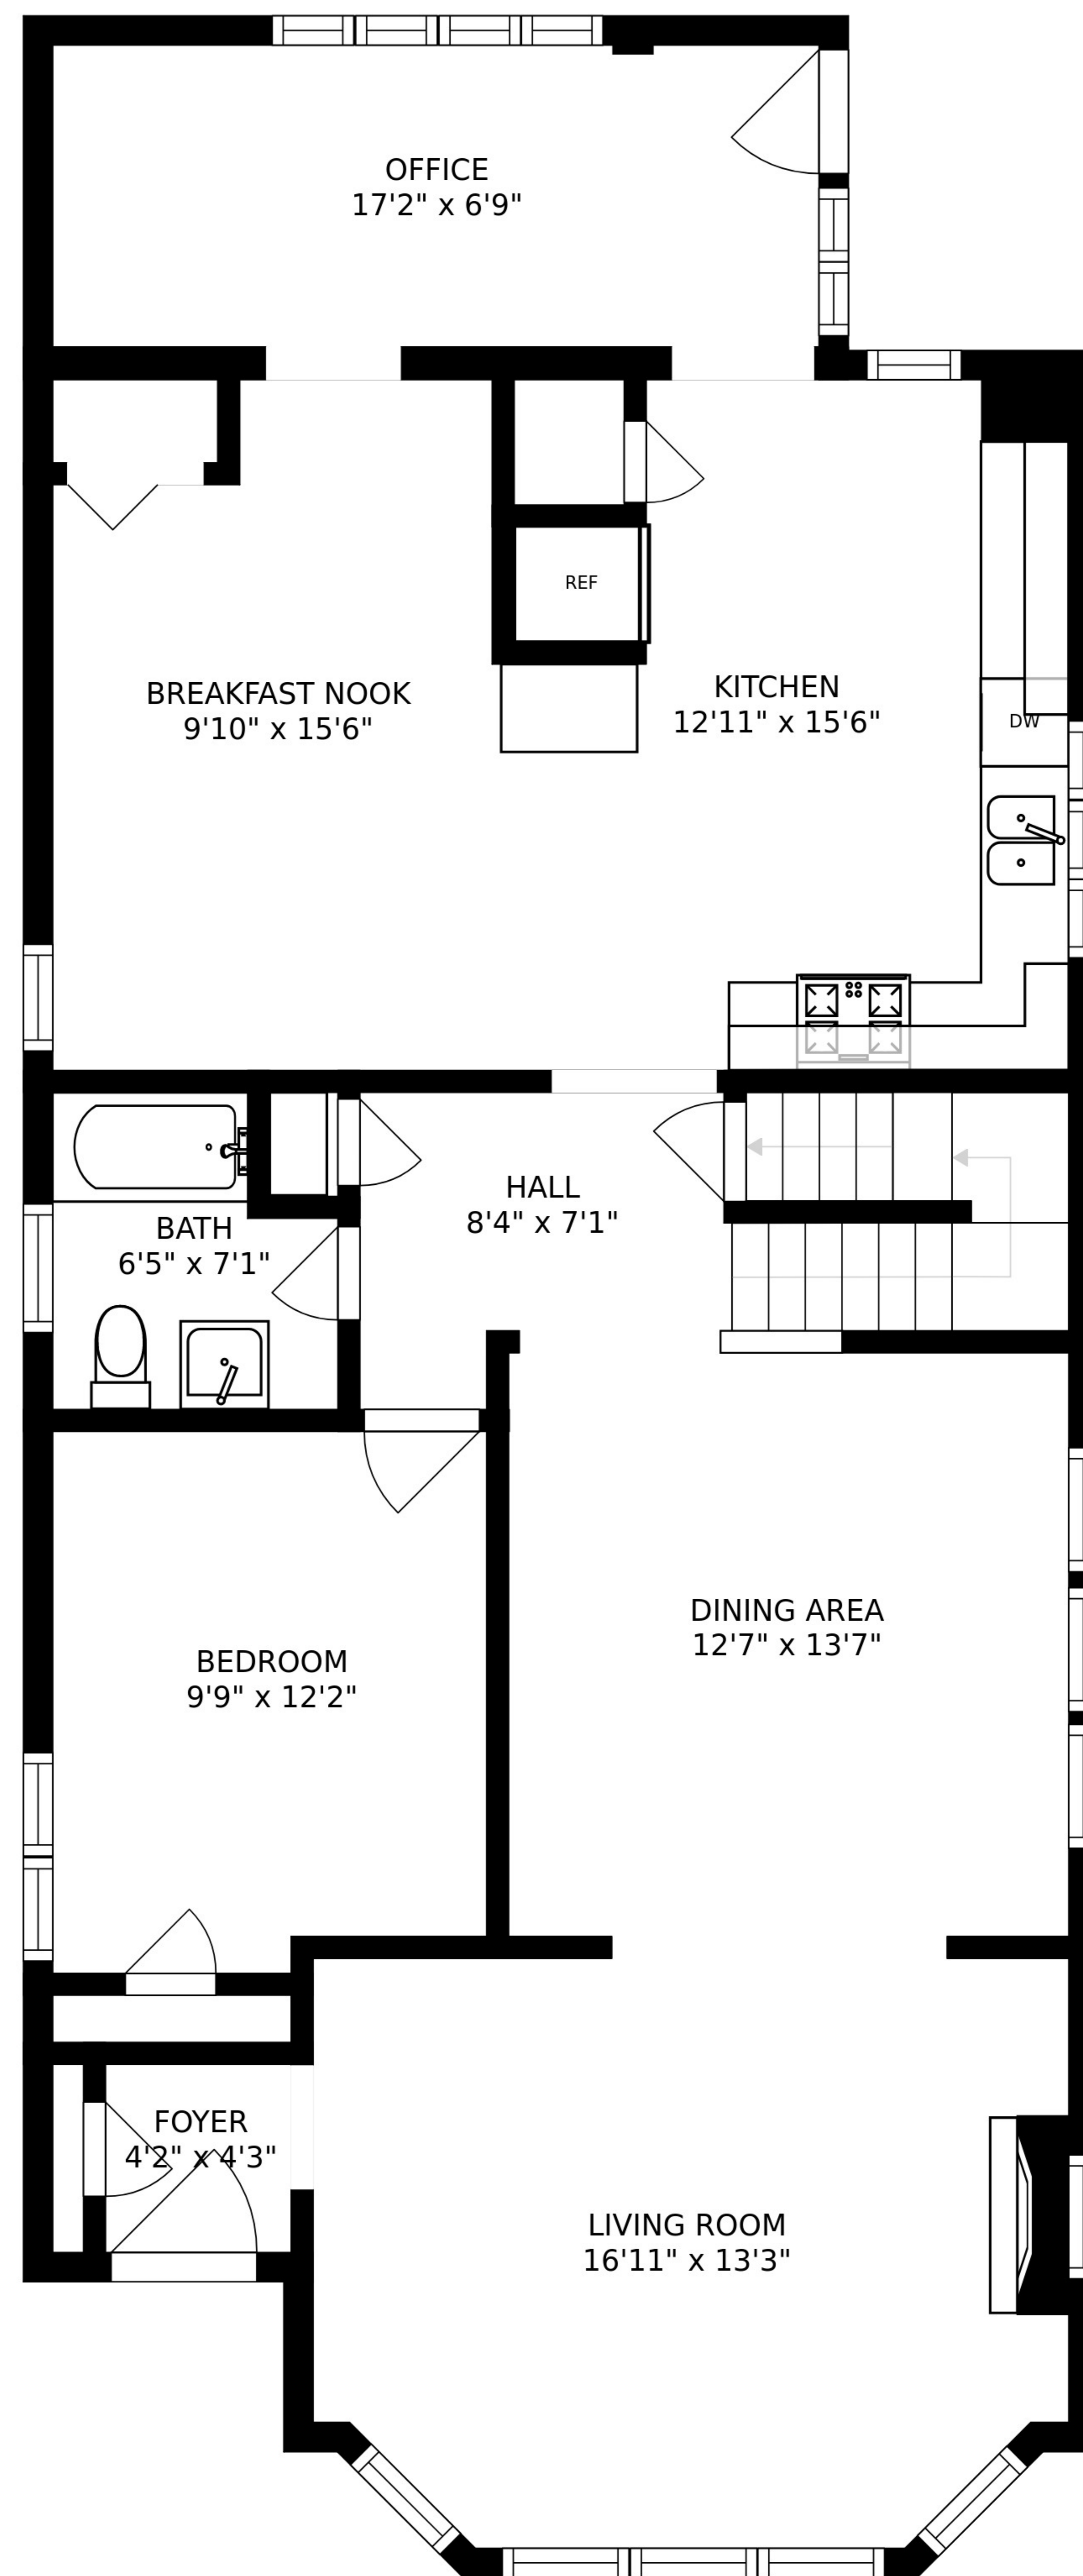 OFFICE
17'2" x 6'9"
REF
BREAKFAST NOOK
9'10" x 15'6"
KITCHEN
12'11" x 15'6"
DW
HALL
8'4" x 7'1"
BATH
6'5" x 7'1"
DINING AREA
12'7" x 13'7"
BEDROOM
9'9" x 12'2"
FOYER
4'2" x 4'3"
LIVING ROOM
16'11" x 13'3"